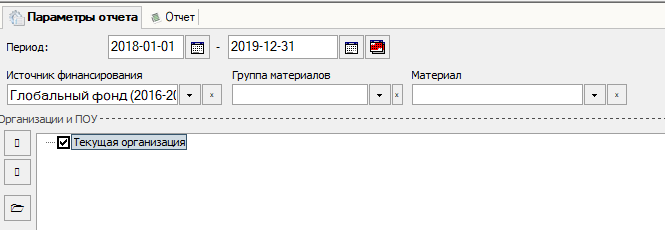 Параметры отчета Отчет
Период: 2018-01-01 - 2019-12-31
Источник финансирования Группа материалов Материал
Глобальный фонд (2016-20
Организации и ПОУ
Текущая организация